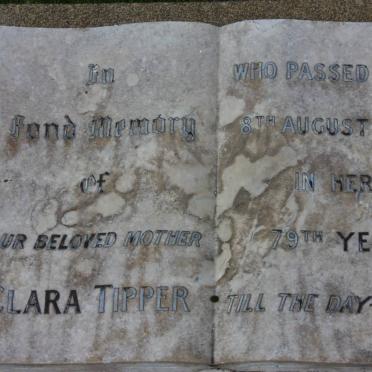 In
Fond Memory
of
UR BELOVED MOTHER
CLARA TIPPER
WHO PASSED
8TH AUGUST
IN HER
79TH YE
TILL THE DAY